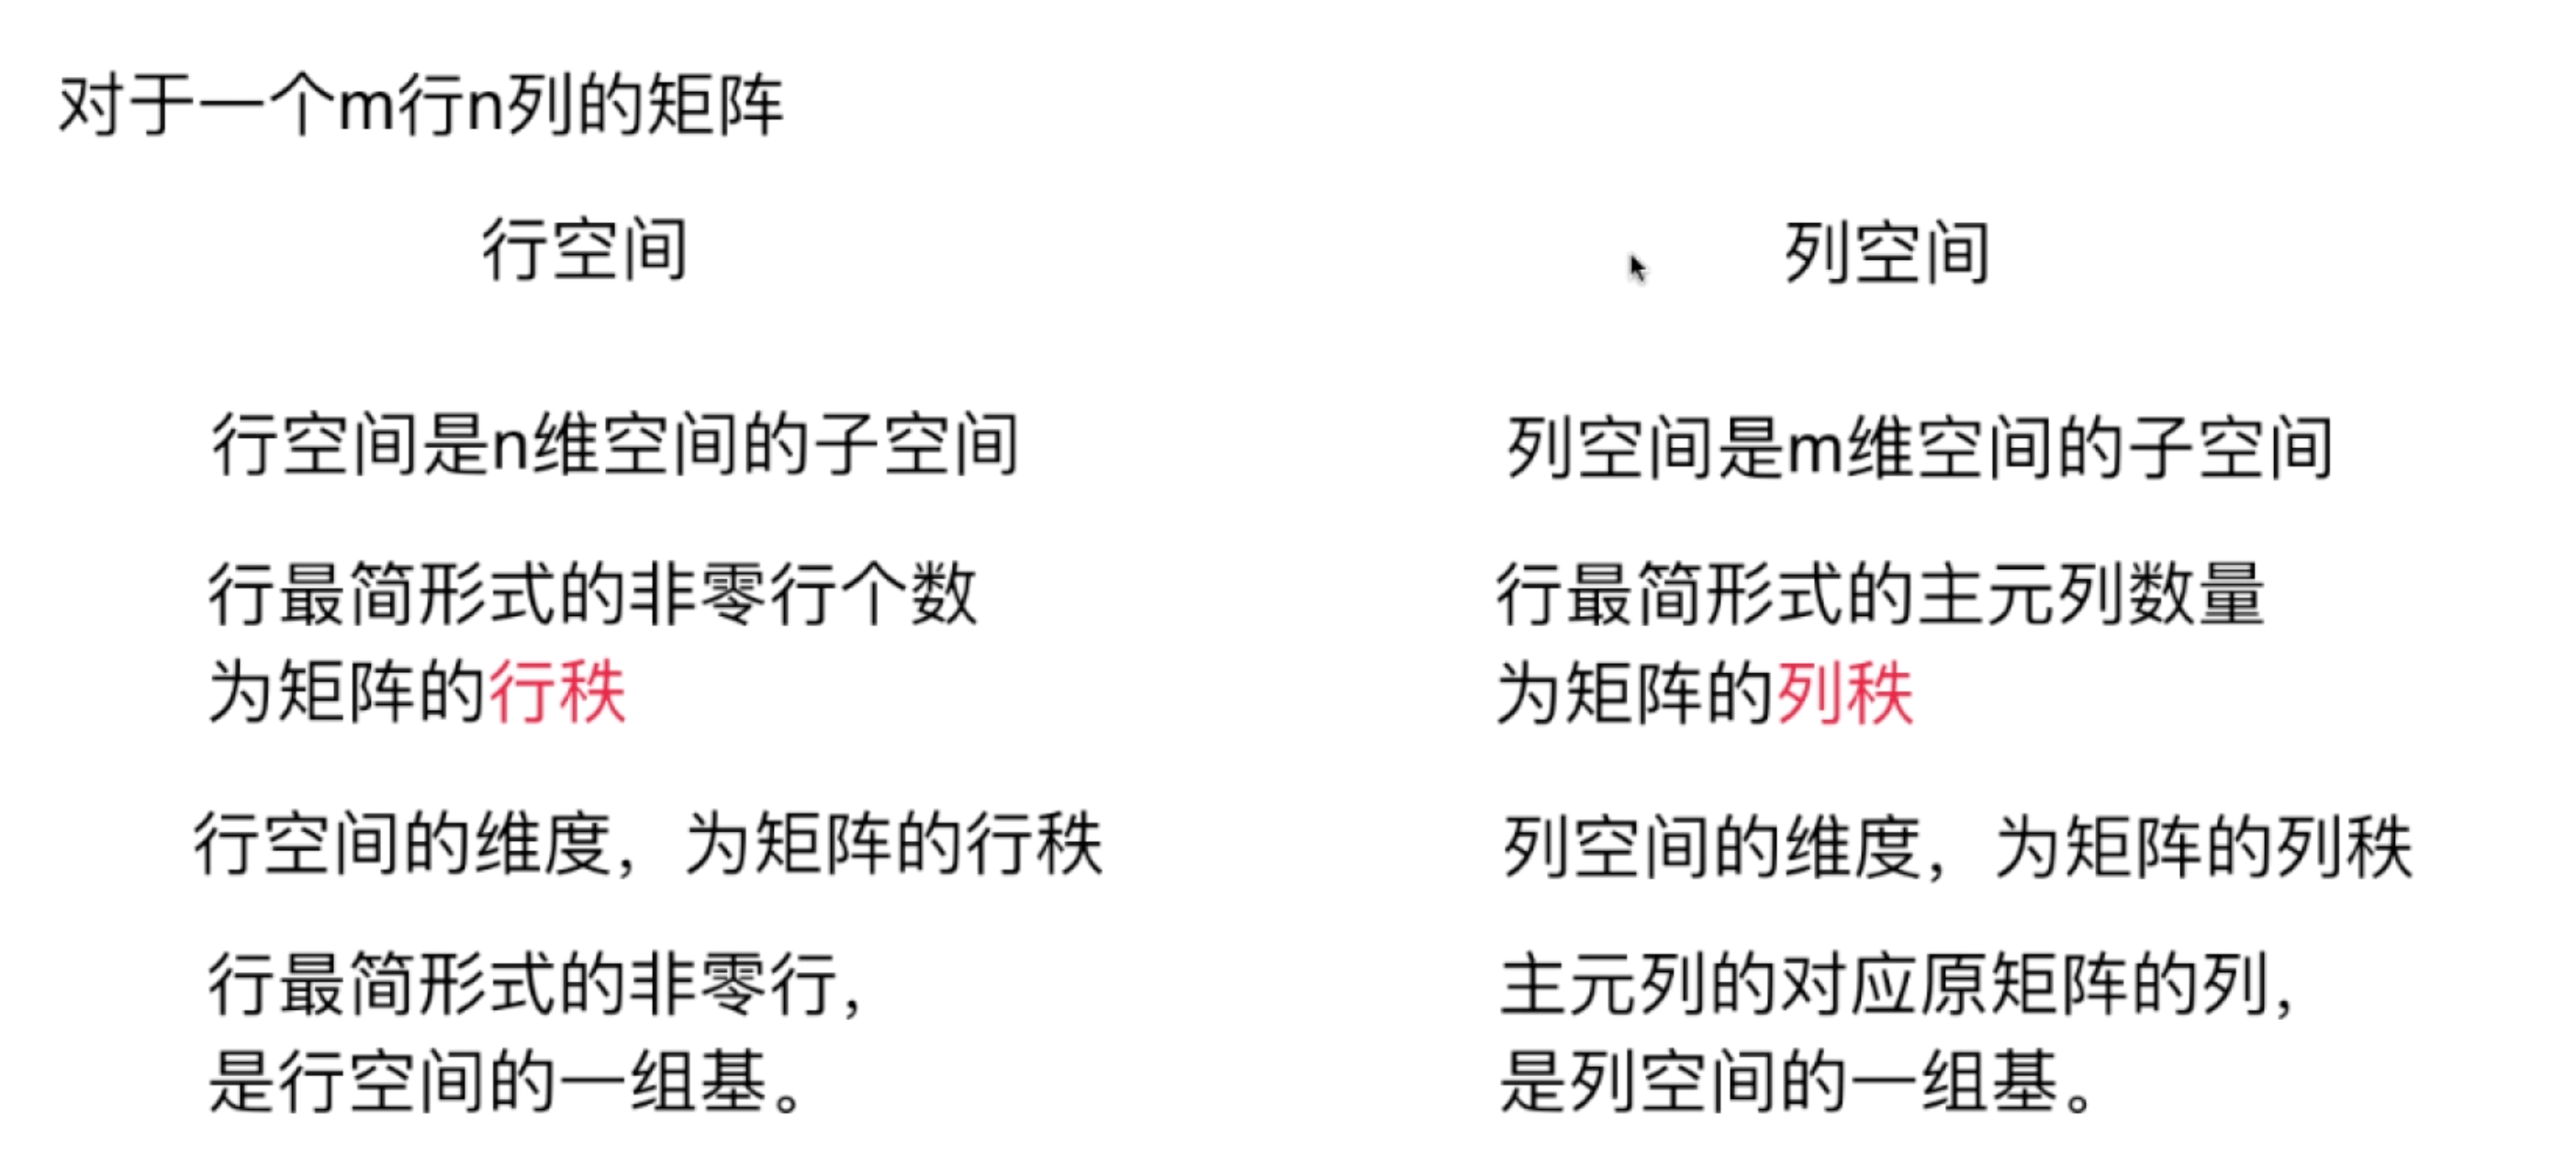 对于一个m行n列的矩阵
行空间
列空间
行空间是n维空间的子空间
列空间是m维空间的子空间
行最简形式的非零行个数
为矩阵的行秩
行最简形式的主元列数量
为矩阵的列秩
行空间的维度，为矩阵的行秩
列空间的维度，为矩阵的列秩
行最简形式的非零行，
是行空间的一组基。
主元列的对应原矩阵的列，
是列空间的一组基。